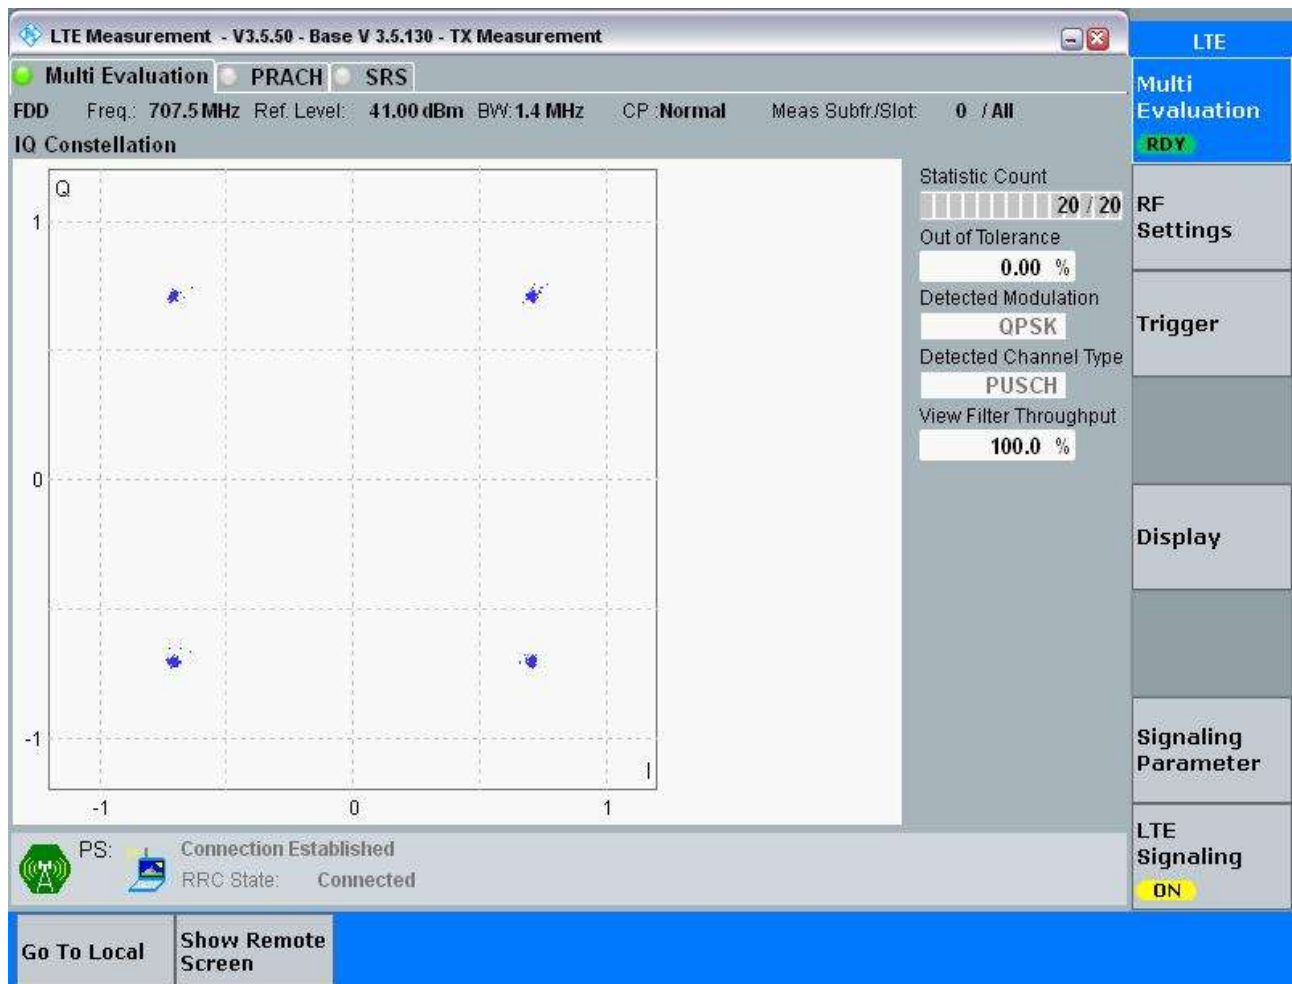 LTE Measurement - V3.5.50 - Base V 3.5.130 - TX Measurement
LTE
Multi Evaluation PRACH SRS
FDD Freq.: 707.5 MHz Ref. Level: 41.00 dBm BW: 1.4 MHz CP :Normal Meas Subfr/Slot: 0 / All
IQ Constellation
Q
1
0
-1
I
-1 0 1
Statistic Count
20 / 20
Out of Tolerance
0.00 %
Detected Modulation
QPSK
Detected Channel Type
PUSCH
View Filter Throughput
100.0 %
Multi
Evaluation
RDY
RF
Settings
Trigger
Display
Signaling
Parameter
LTE
Signaling
ON
PS: Connection Established
RRC State: Connected
Go To Local
Show Remote
Screen